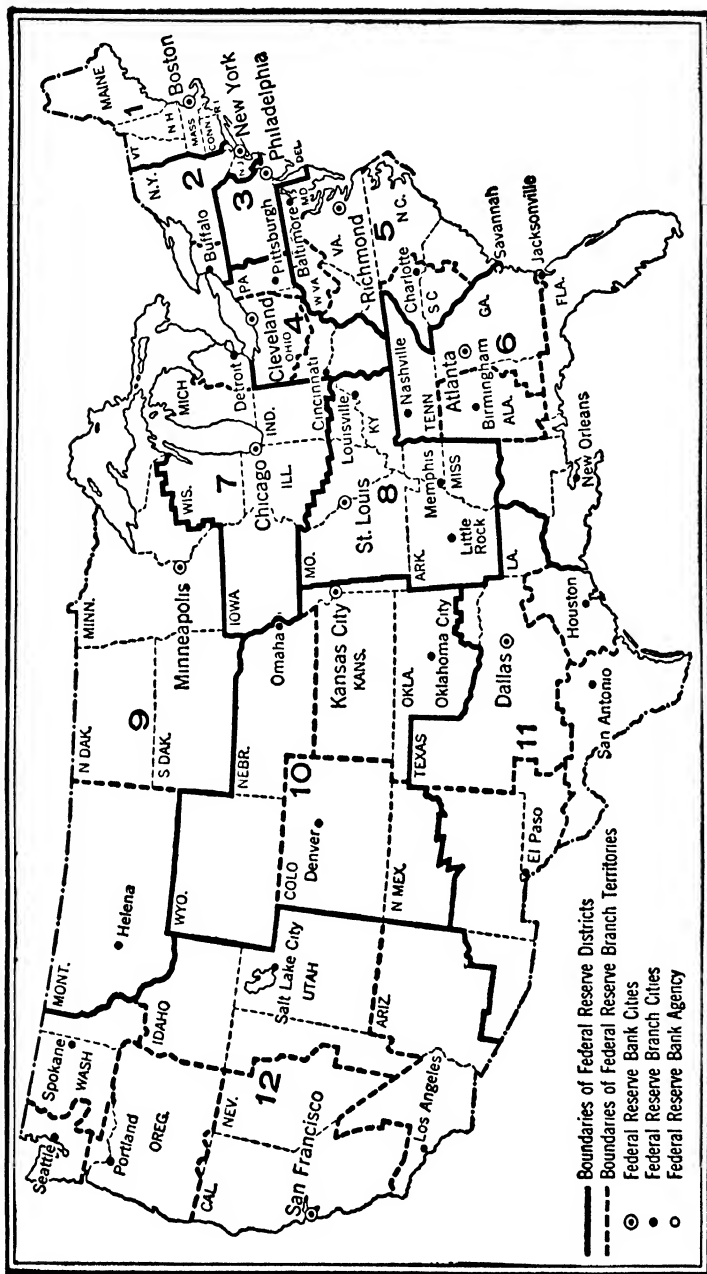 MAINE
1
VT.
N H
MASS
CONN
R I
Boston
N.Y.
2
Buffalo
New York
N J
3
Philadelphia
PA
Pittsburgh
DEL.
MD
Baltimore
Cleveland
OHIO
4
W VA
VA.
Richmond
Cincinnati
5
N C.
Charlotte
S C
MICH
Detroit
WIS.
7
Chicago
IND.
ILL.
Louisville
KY
Nashville
TENN
Savannah
Jacksonville
GA.
Atlanta
6
Birmingham
ALA.
FLA.
MINN.
Minneapolis
IOWA
MO.
St. Louis
8
Memphis
MISS
ARK.
Little
Rock
LA.
New Orleans
N DAK.
9
S DAK.
NEBR.
Omaha
10
Kansas City
KANS.
OKLA.
Oklahoma City
TEXAS
Dallas
11
Houston
San Antonio
El Paso
MONT.
Helena
WYO.
COLO
Denver
N MEX.
Spokane
WASH
Seattle
Portland
OREG.
IDAHO
Salt Lake City
UTAH
ARIZ
NEV.
12
CAL.
San Francisco
Los Angeles
Boundaries of Federal Reserve Districts
Boundaries of Federal Reserve Branch Territories
Federal Reserve Bank Cities
Federal Reserve Branch Cities
Federal Reserve Bank Agency